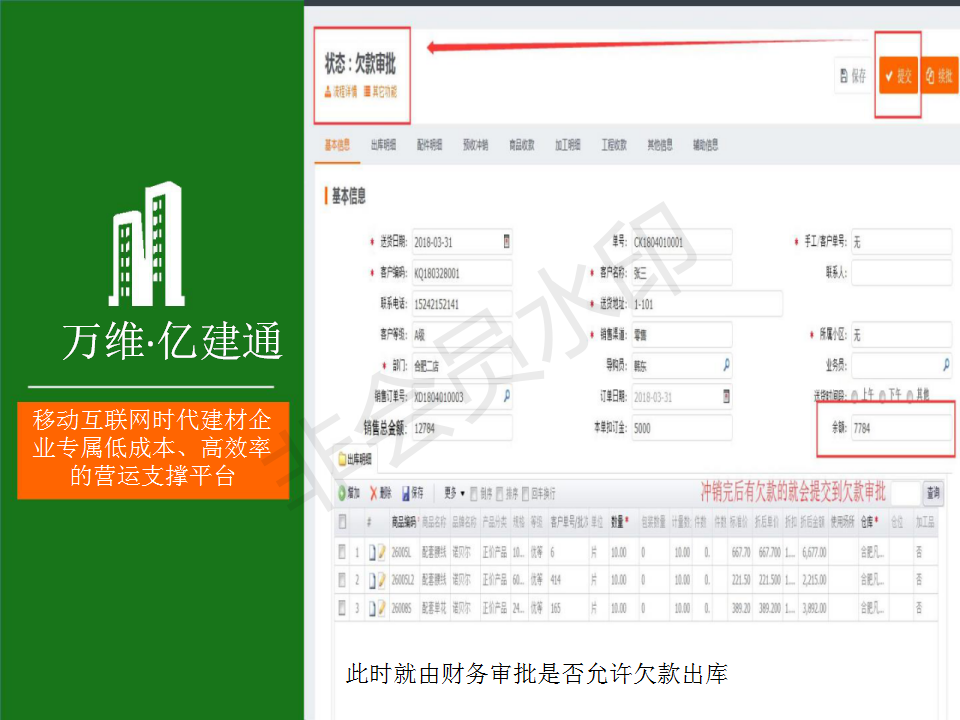 万维·亿建通
移动互联网时代建材企
业专属低成本、高效率
的营运支撑平台
状态：欠款审批
流程详情 其它功能
保存 提交 续批
基本信息 出库明细 配件明细 预收冲销 商品收款 加工明细 工程收款 其他信息 辅助信息
基本信息
* 送货日期: 2018-03-31 单号: CK1804010001 * 手工/客户单号: 无
* 客户编码: KQ180328001 * 客户名称: 张三 联系人:
联系电话: 15242152141 * 送货地址: 1-101
客户等级: A级 * 销售渠道: 零售 * 所属小区: 无
* 部门: 合肥二店 导购员: 韩东 业务员:
销售订单号: XD1804010003 订单日期: 2018-03-31 送货时间段: 上午 下午 其他
销售总金额: 12784 本单扣订金: 5000 余额: 7784
出库明细
增加 删除 保存 更多 倒序 排序 回车换行 冲销完后有欠款的就会提交到欠款审批 查询
# 商品编码* 商品名称 品牌名称 产品分类 规格 等级 客户单号/批次 单位 数量* 包装数量 计量数 件数 件数 标准价 折后单价 折扣 折后金额 使用场所 仓库* 仓位 加工品
1 26005L 配套腰线 诺贝尔 正价产品 10... 优等 6 片 10.00 0 10.00 0. 667.70 667.700 1... 6,677.00 合肥凡... 否
2 26005L2 配套腰线 诺贝尔 正价产品 60... 优等 414 片 10.00 0 10.00 0. 221.50 221.500 1... 2,215.00 合肥凡... 否
3 26008S 配套单花 诺贝尔 正价产品 24... 优等 165 片 10.00 0 10.00 0. 389.20 389.200 1... 3,892.00 合肥凡... 否
此时就由财务审批是否允许欠款出库
非会员水印